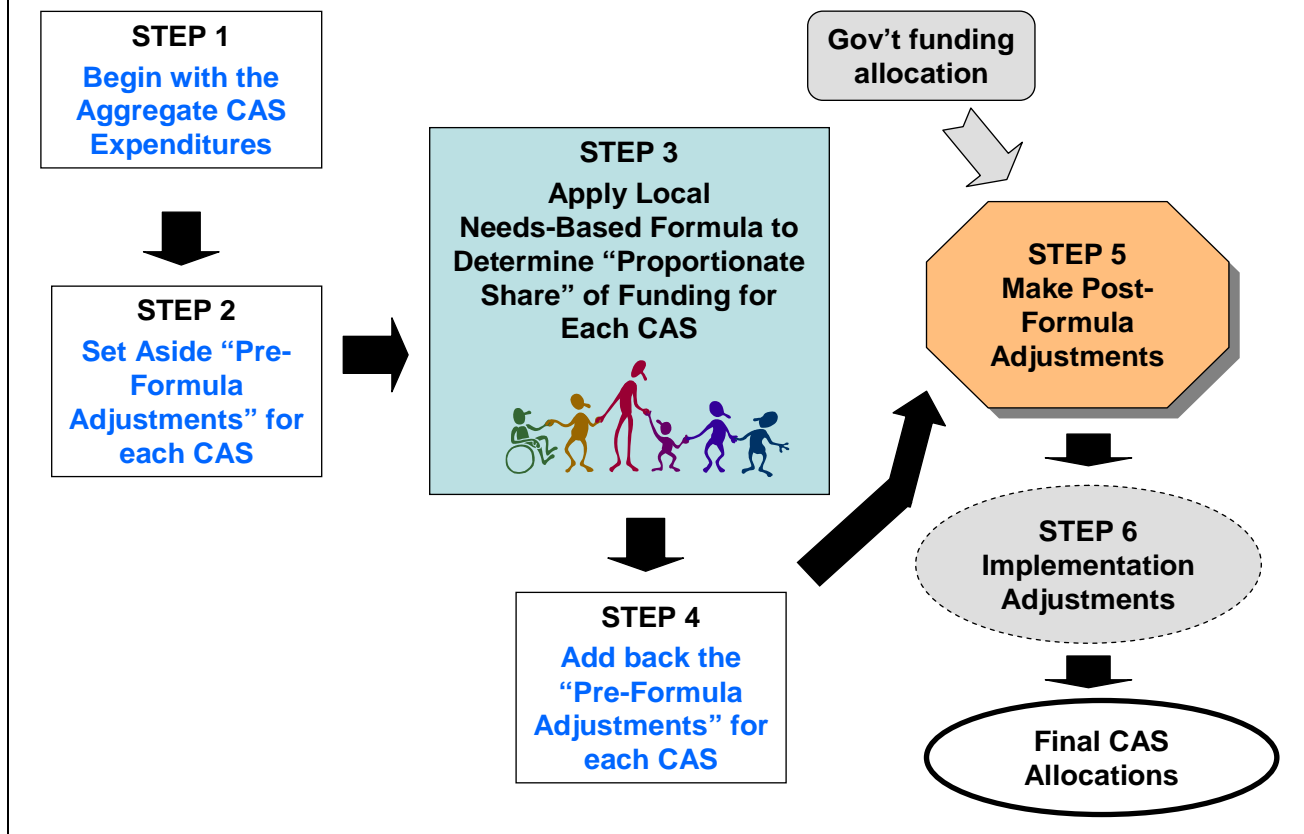 STEP 1
Begin with the
Aggregate CAS
Expenditures
STEP 2
Set Aside “Pre-
Formula
Adjustments” for
each CAS
STEP 3
Apply Local
Needs-Based Formula to
Determine “Proportionate
Share” of Funding for
Each CAS
STEP 4
Add back the
“Pre-Formula
Adjustments” for
each CAS
Gov’t funding
allocation
STEP 5
Make Post-
Formula
Adjustments
STEP 6
Implementation
Adjustments
Final CAS
Allocations